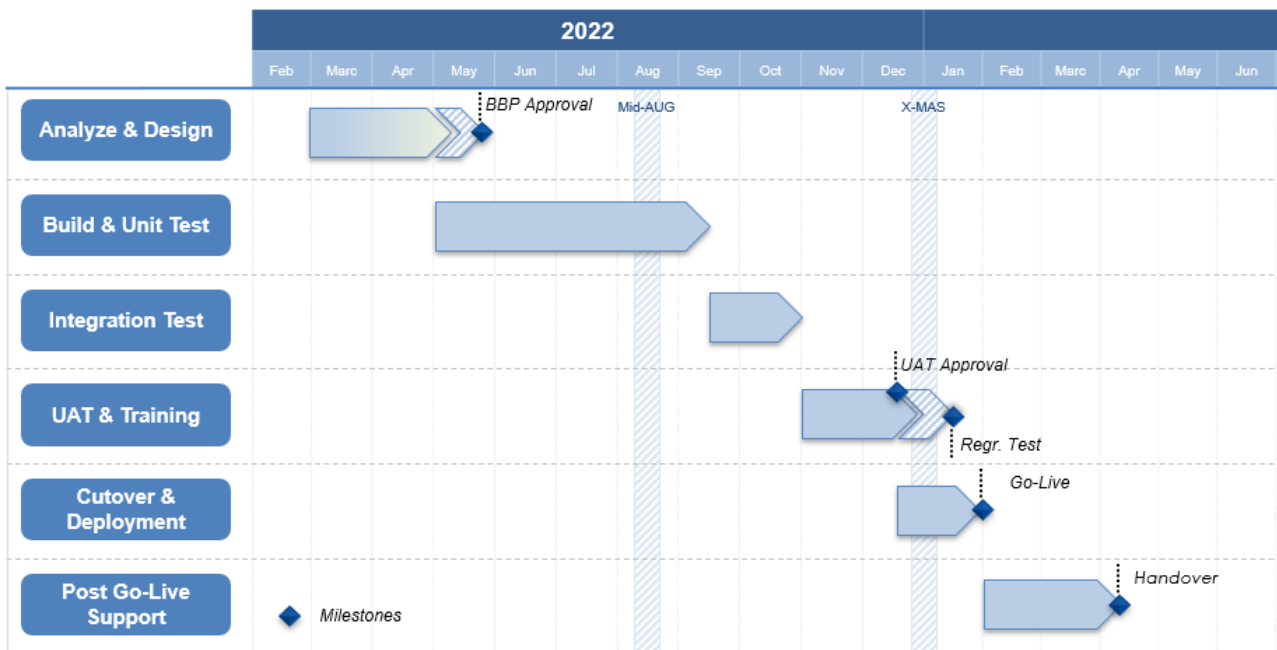 2022
Feb Marc Apr May Jun Jul Aug Sep Oct Nov Dec Jan Feb Marc Apr May Jun
Analyze & Design
BBP Approval
Mid-AUG
X-MAS
Build & Unit Test
Integration Test
UAT & Training
UAT Approval
Regr. Test
Cutover &
Deployment
Go-Live
Post Go-Live
Support
Milestones
Handover